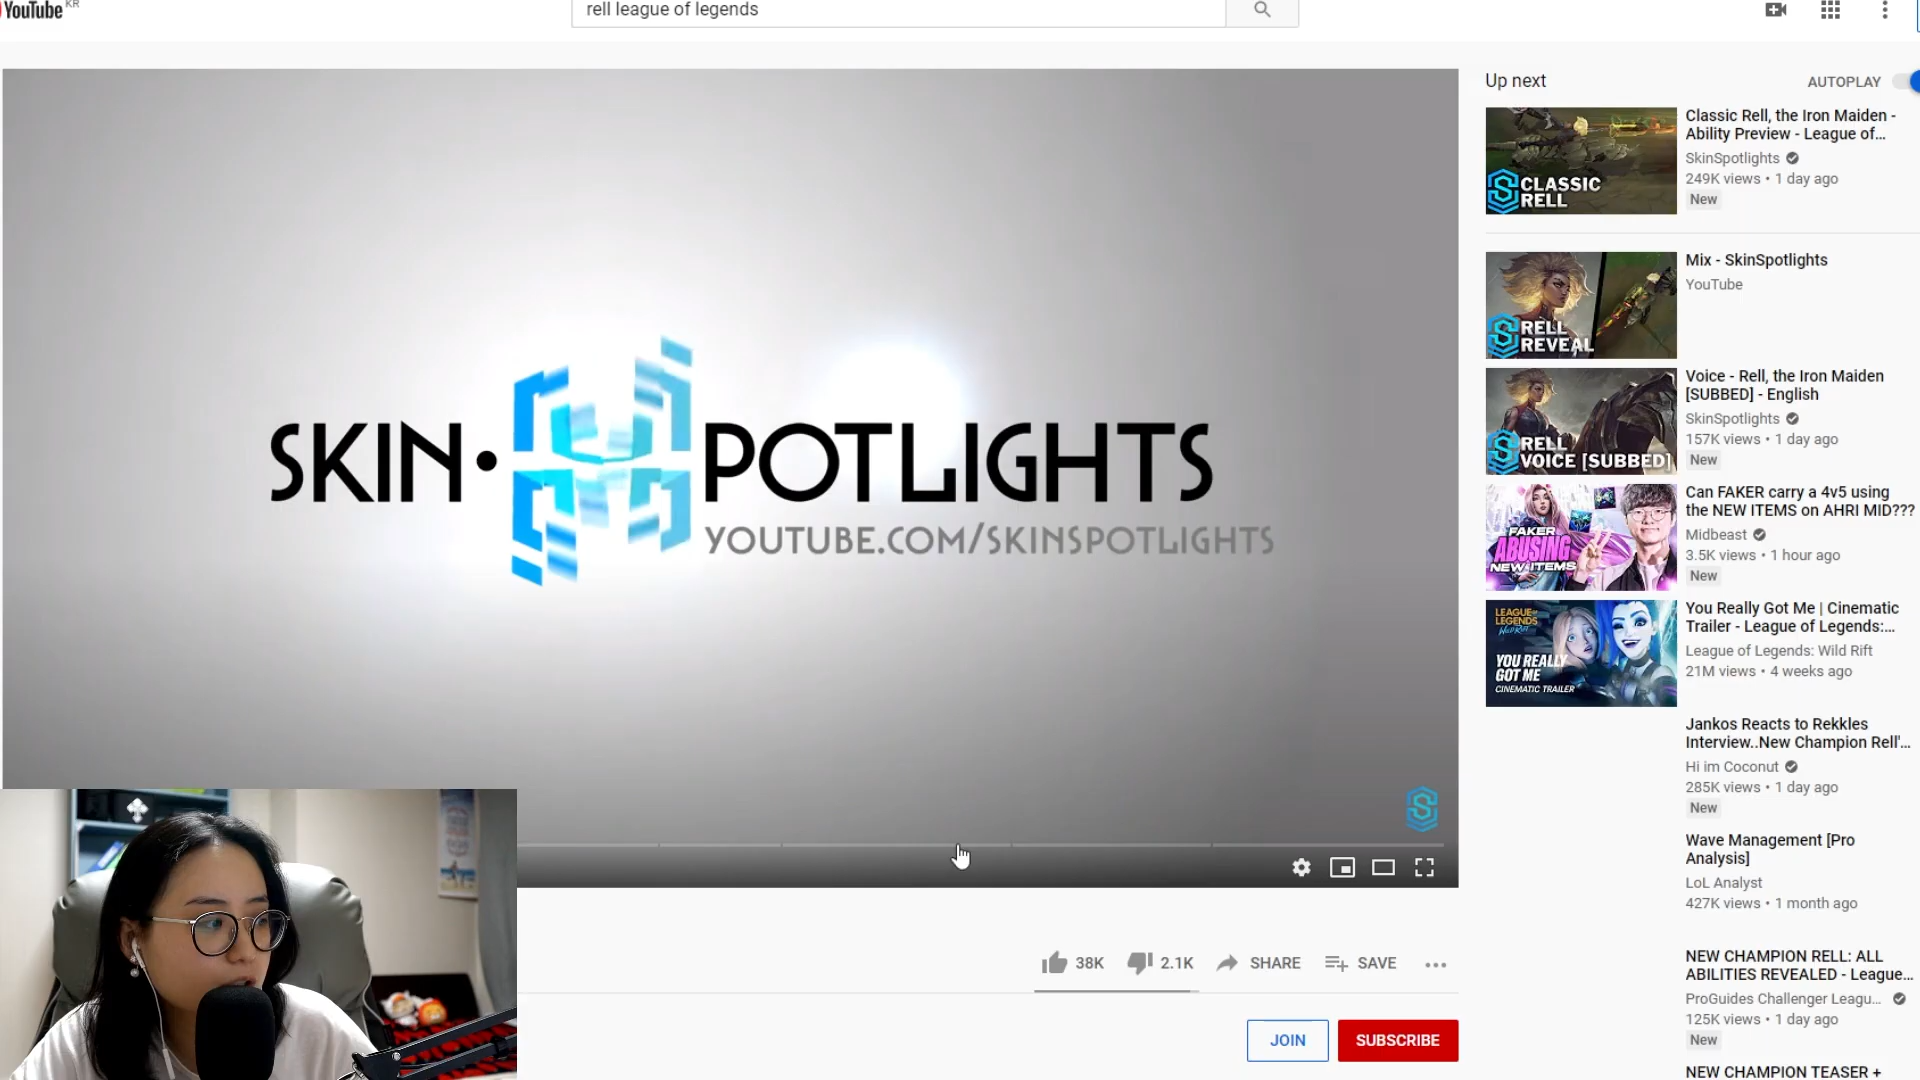 YouTube KR
rell league of legends
SKIN· POTLIGHTS
YOUTUBE.COM/SKINSPOTLIGHTS
38K
2.1K
SHARE
SAVE
JOIN
SUBSCRIBE
Up next
AUTOPLAY
CLASSIC
RELL
Classic Rell, the Iron Maiden -
Ability Preview - League of...
SkinSpotlights
249K views • 1 day ago
New
RELL
REVEAL
Mix - SkinSpotlights
YouTube
RELL
VOICE [SUBBED]
Voice - Rell, the Iron Maiden
[SUBBED] - English
SkinSpotlights
157K views • 1 day ago
New
FAKER
ABUSING
NEW ITEMS
Can FAKER carry a 4v5 using
the NEW ITEMS on AHRI MID???
Midbeast
3.5K views • 1 hour ago
New
LEAGUE OF
LEGENDS
WILD RIFT
YOU REALLY
GOT ME
CINEMATIC TRAILER
You Really Got Me | Cinematic
Trailer - League of Legends:...
League of Legends: Wild Rift
21M views • 4 weeks ago
Jankos Reacts to Rekkles
Interview..New Champion Rell'...
Hi im Coconut
285K views • 1 day ago
New
Wave Management [Pro
Analysis]
LoL Analyst
427K views • 1 month ago
NEW CHAMPION RELL: ALL
ABILITIES REVEALED - League...
ProGuides Challenger Leagu...
125K views • 1 day ago
New
NEW CHAMPION TEASER +